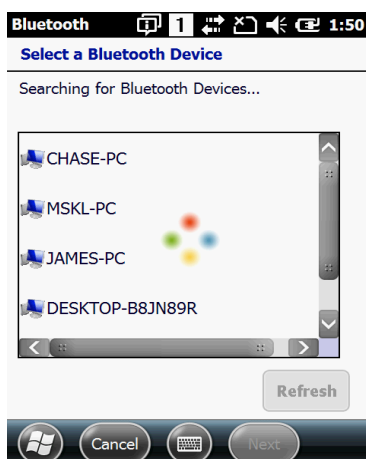 Bluetooth 1 1:50
Select a Bluetooth Device
Searching for Bluetooth Devices...
CHASE-PC
MSKL-PC
JAMES-PC
DESKTOP-B8JN89R
Refresh
Cancel Next